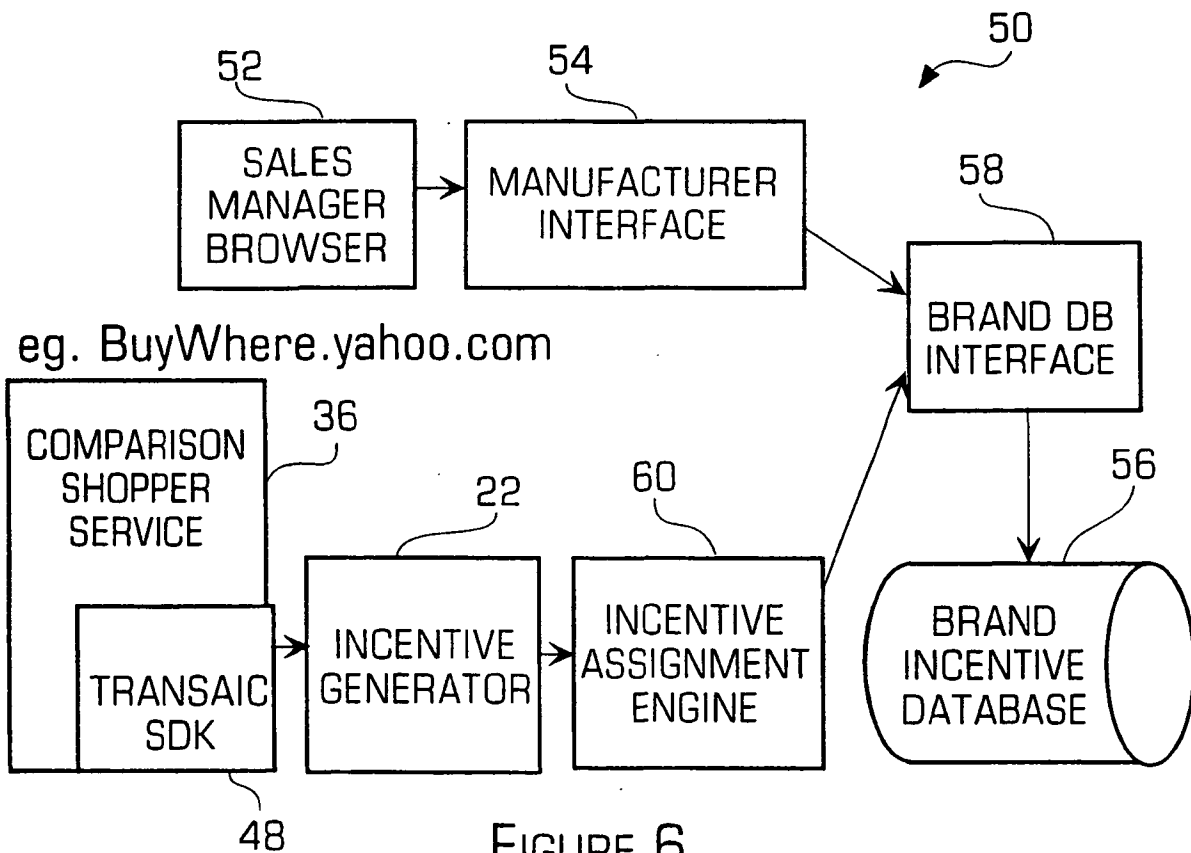 50
52
54
SALES
MANAGER
BROWSER
MANUFACTURER
INTERFACE
58
BRAND DB
INTERFACE
eg. BuyWhere.yahoo.com
COMPARISON
SHOPPER
SERVICE
36
22
60
56
TRANSAIC
SDK
INCENTIVE
GENERATOR
INCENTIVE
ASSIGNMENT
ENGINE
BRAND
INCENTIVE
DATABASE
48
FIGURE 6